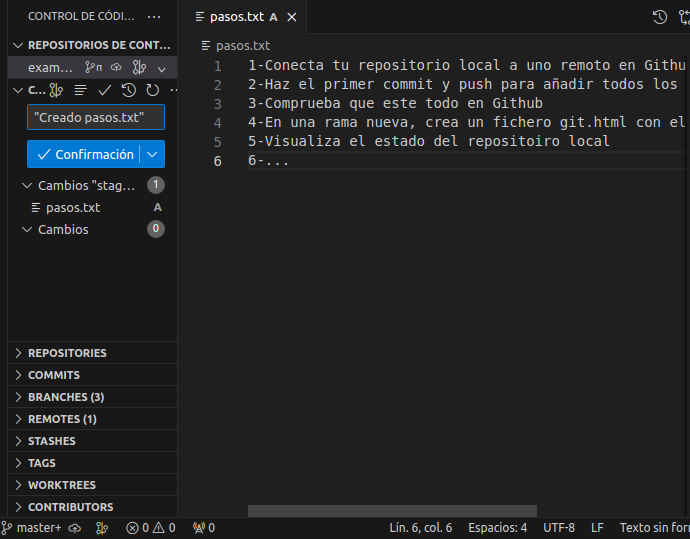 CONTROL DE CÓDI... ...
REPOSITORIOS DE CONT...
exam...
C...
"Creado pasos.txt"
Confirmación
Cambios "stag... 1
pasos.txt A
Cambios 0
REPOSITORIES
COMMITS
BRANCHES (3)
REMOTES (1)
STASHES
TAGS
WORKTREES
CONTRIBUTORS
pasos.txt A
pasos.txt
1 1-Conecta tu repositorio local a uno remoto en Githu
2 2-Haz el primer commit y push para añadir todos los
3 3-Comprueba que este todo en Github
4 4-En una rama nueva, crea un fichero git.html con el
5 5-Visualiza el estado del repositoiro local
6 6-...
master+ 0 0 0 Lín. 6, col. 6 Espacios: 4 UTF-8 LF Texto sin for